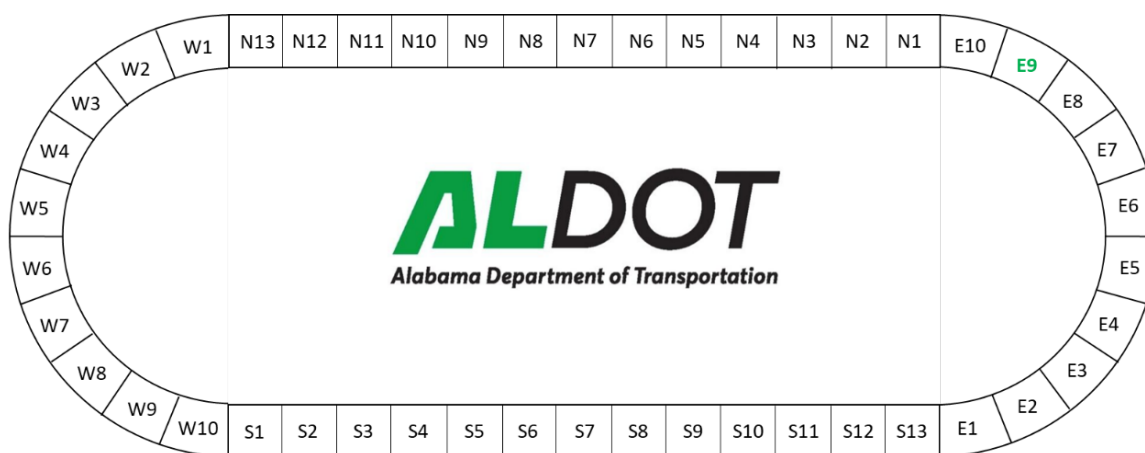 W1 N13 N12 N11 N10 N9 N8 N7 N6 N5 N4 N3 N2 N1 E10
W2 E9
W3 E8
W4 E7
W5 E6
ALDOT
Alabama Department of Transportation
W6 E5
W7 E4
W8 E3
W9 E2
W10 S1 S2 S3 S4 S5 S6 S7 S8 S9 S10 S11 S12 S13 E1